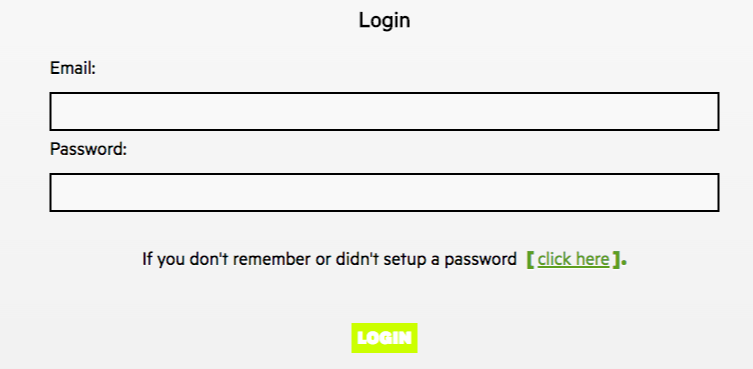 Login
Email:
Password:
If you don't remember or didn't setup a password [ click here ].
LOGIN